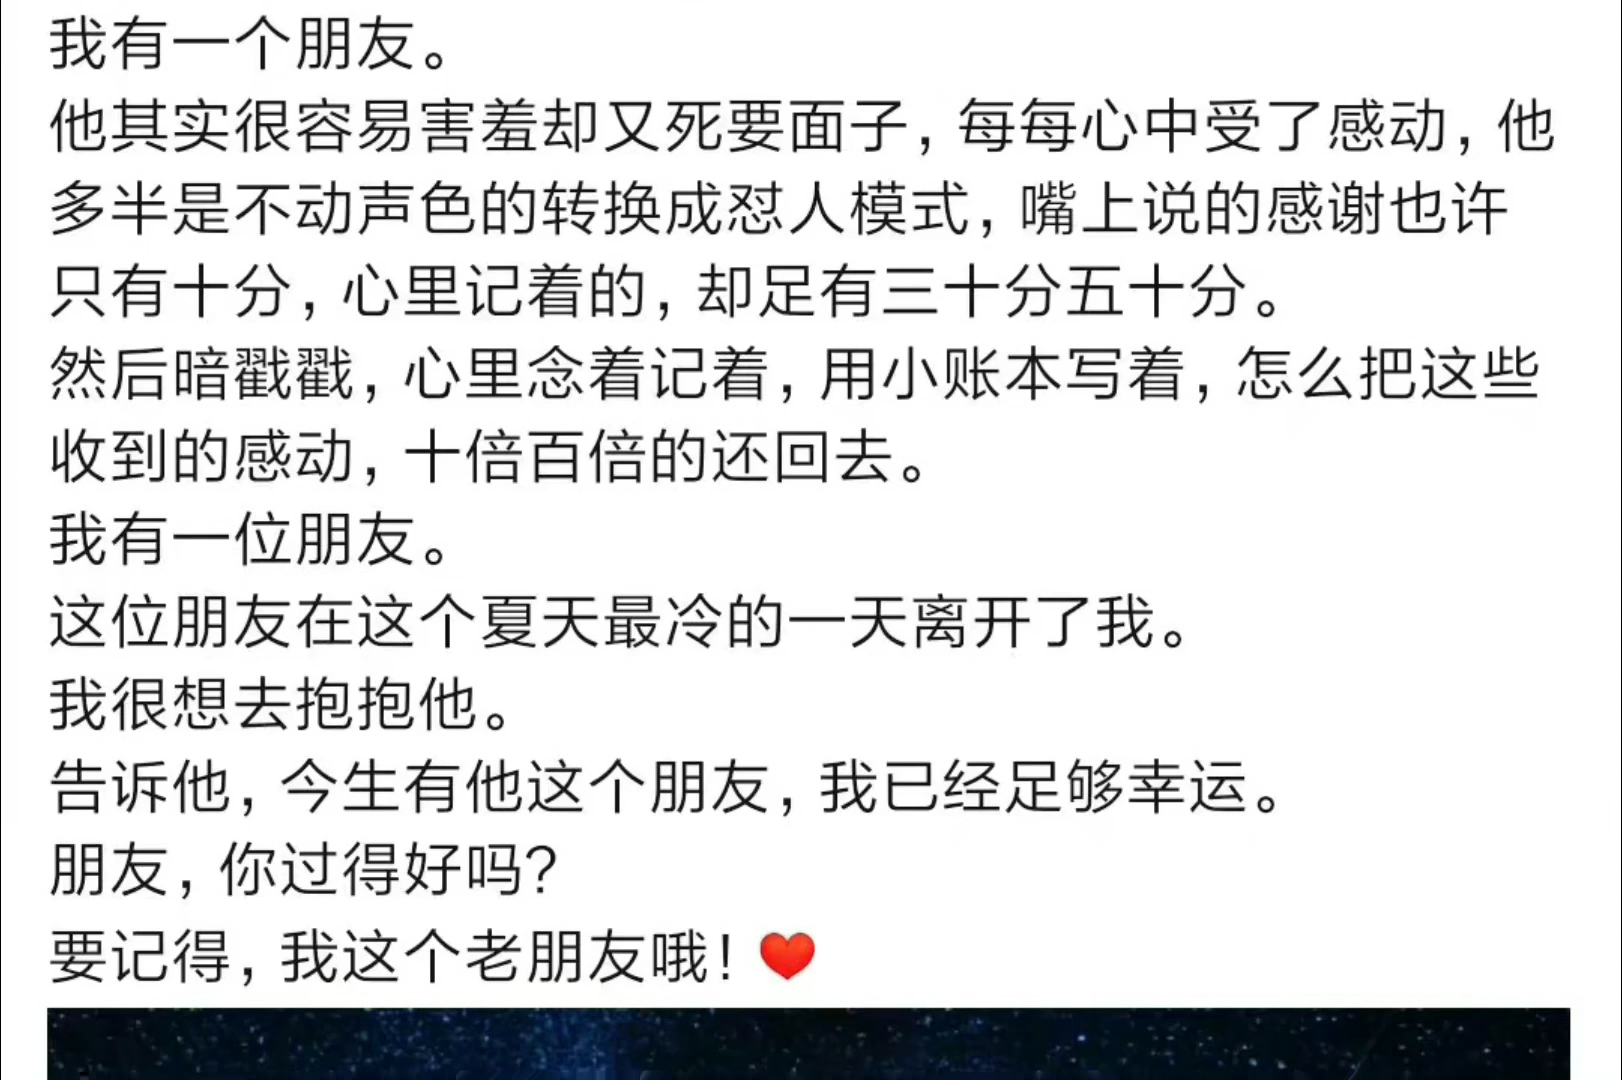 我有一个朋友。
他其实很容易害羞却又死要面子，每每心中受了感动，他
多半是不动声色的转换成怼人模式，嘴上说的感谢也许
只有十分，心里记着的，却足有三十分五十分。
然后暗戳戳，心里念着记着，用小账本写着，怎么把这些
收到的感动，十倍百倍的还回去。
我有一位朋友。
这位朋友在这个夏天最冷的一天离开了我。
我很想去抱抱他。
告诉他，今生有他这个朋友，我已经足够幸运。
朋友，你过得好吗?
要记得，我这个老朋友哦！❤️